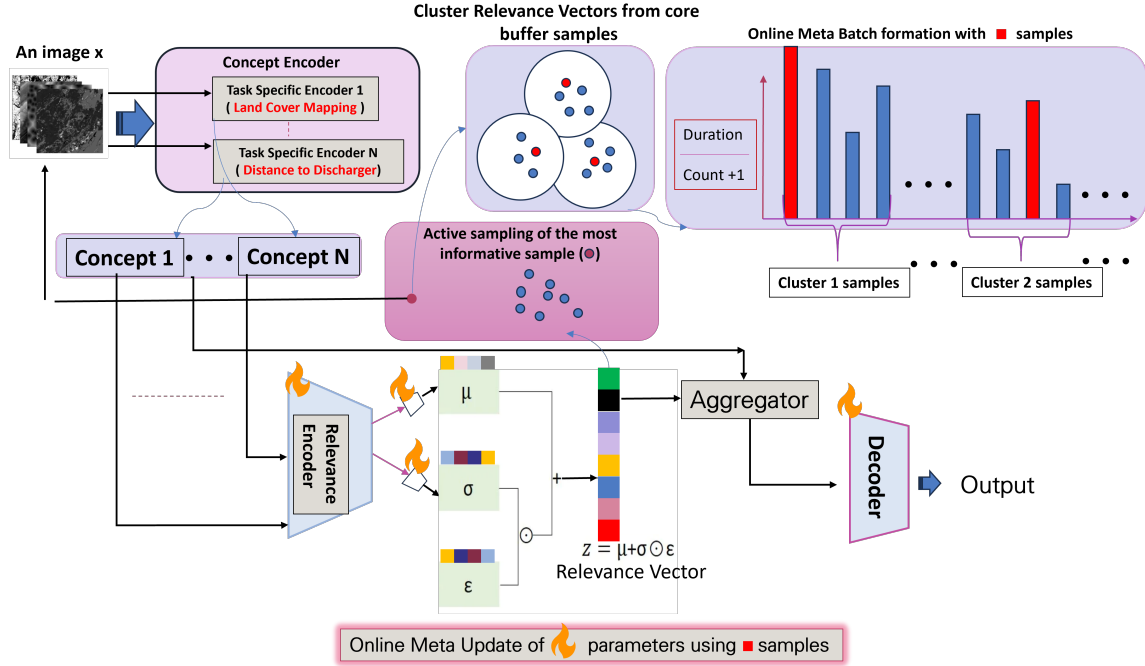 Cluster Relevance Vectors from core
buffer samples
Online Meta Batch formation with samples
An image x
Concept Encoder
Task Specific Encoder 1
( Land Cover Mapping )
Task Specific Encoder N
( Distance to Discharger)
Duration
Count +1
Concept 1
Concept N
Active sampling of the most
informative sample ( )
Cluster 1 samples
Cluster 2 samples
Relevance
Encoder
μ
σ
ε
+
⊙
z = μ+σ⊙ε
Relevance Vector
Aggregator
Decoder
Output
Online Meta Update of parameters using samples